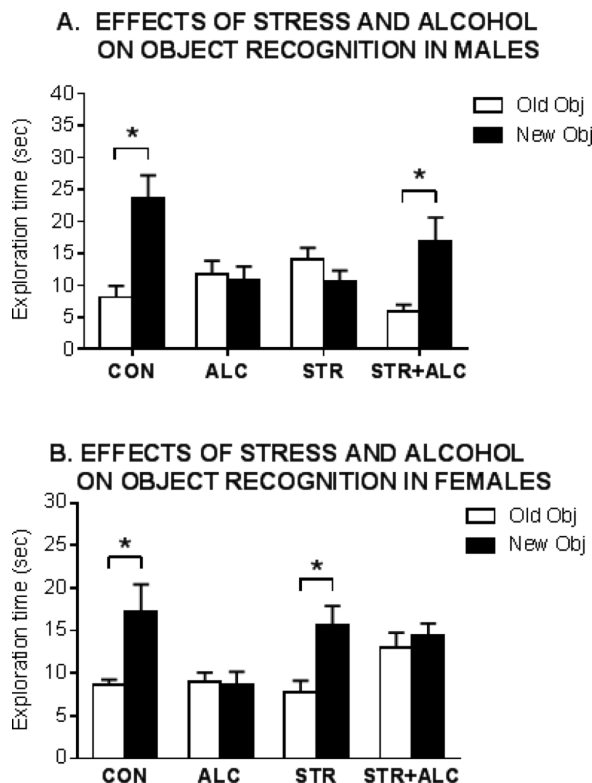 A. EFFECTS OF STRESS AND ALCOHOL
ON OBJECT RECOGNITION IN MALES
40
35
30
25
20
15
10
5
0
Exploration time (sec)
Old Obj
New Obj
*
*
CON ALC STR STR+ALC
B. EFFECTS OF STRESS AND ALCOHOL
ON OBJECT RECOGNITION IN FEMALES
30
25
20
15
10
5
0
Exploration time (sec)
Old Obj
New Obj
*
*
CON ALC STR STR+ALC